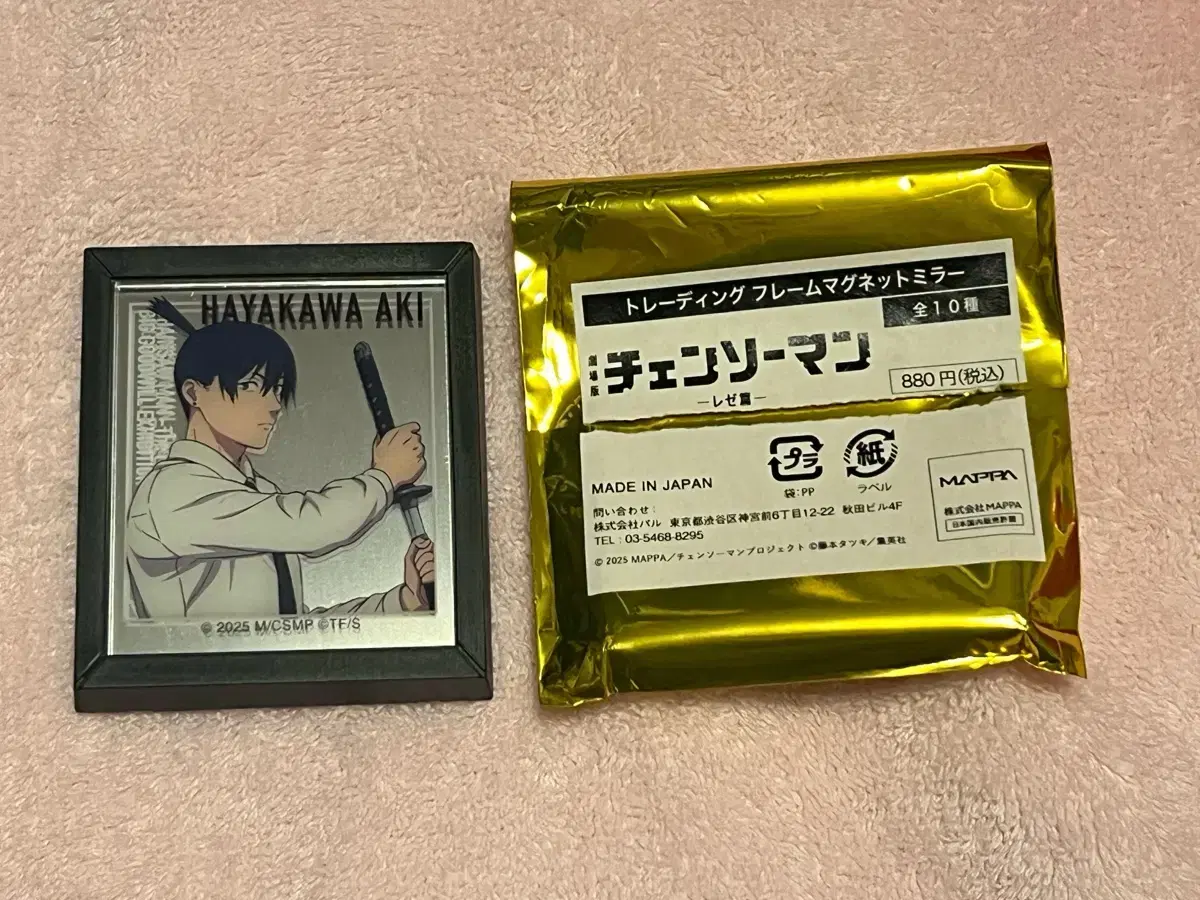 HAYAKAWA AKI
© 2025 M/CSMP ©TF/S
トレーディング フレームマグネットミラー
全10種
劇場版
チェンソーマン
―レゼ篇―
880円(税込)
MADE IN JAPAN
プラ
袋:PP
紙
ラベル
問い合わせ:
株式会社バル 東京都渋谷区神宮前6丁目12-22 秋田ビル4F
TEL:03-5468-8295
© 2025 MAPPA/チェンソーマンプロジェクト ©藤本タツキ/集英社
MAPPA
株式会社MAPPA
日本国内販売許諾